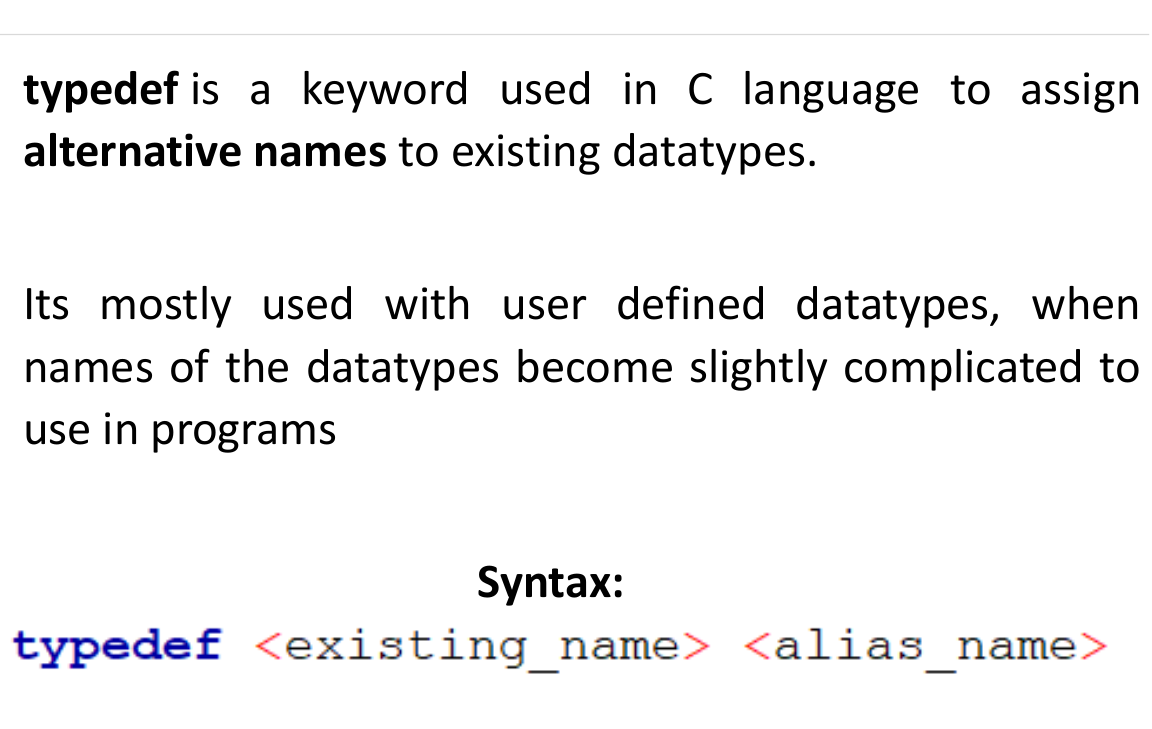 typedef is a keyword used in C language to assign
alternative names to existing datatypes.
Its mostly used with user defined datatypes, when
names of the datatypes become slightly complicated to
use in programs
Syntax:
typedef <existing_name> <alias_name>